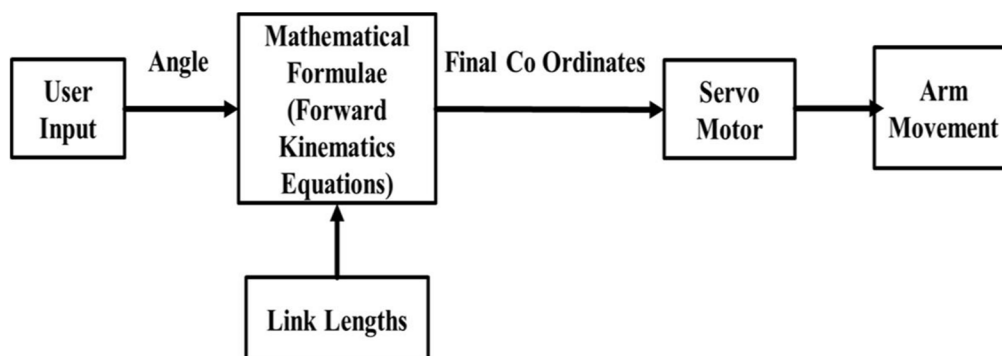 User
Input
Angle
Mathematical
Formulae
(Forward
Kinematics
Equations)
Final Co Ordinates
Servo
Motor
Arm
Movement
Link Lengths